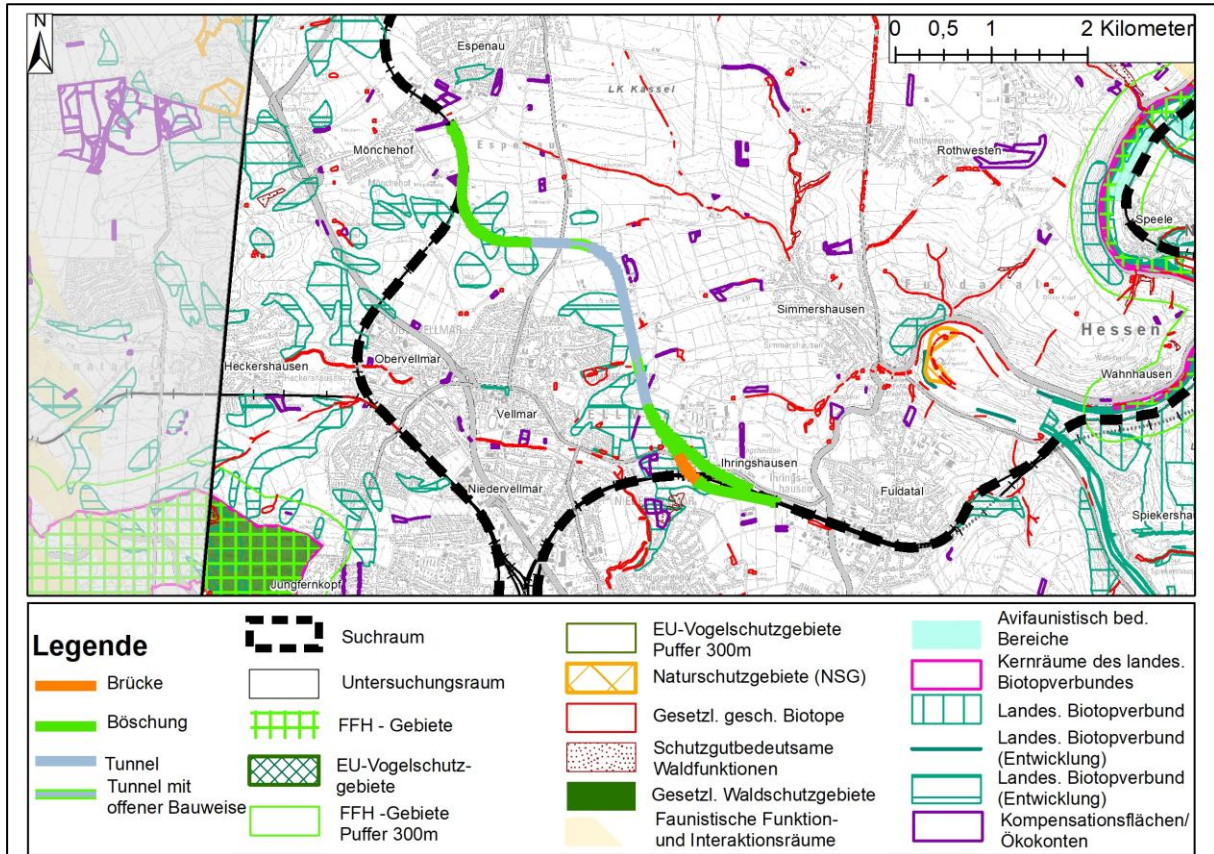 N
0 0,5 1 2 Kilometer
Espenau
LK Kassel
Mönchehof
Espenau
Mönchehof
Rothwesten
Rothwesten
Speele
Simmershausen
Simmershausen
Hessen
Wahnhausen
Heckershausen
Heckershausen
Obervellmar
Vellmar
Niedervellmar
Ihringshausen
Fuldatal
Jungfernkopf
Legende
Brücke
Böschung
Tunnel
Tunnel mit
offener Bauweise
Suchraum
Untersuchungsraum
FFH - Gebiete
EU-Vogelschutz-
gebiete
FFH -Gebiete
Puffer 300m
EU-Vogelschutzgebiete
Puffer 300m
Naturschutzgebiete (NSG)
Gesetzl. gesch. Biotope
Schutzgutbedeutsame
Waldfunktionen
Gesetzl. Waldschutzgebiete
Faunistische Funktion-
und Interaktionsräume
Avifaunistisch bed.
Bereiche
Kernräume des landes.
Biotopverbundes
Landes. Biotopverbund
Landes. Biotopverbund
(Entwicklung)
Landes. Biotopverbund
(Entwicklung)
Kompensationsflächen/
Ökokonten